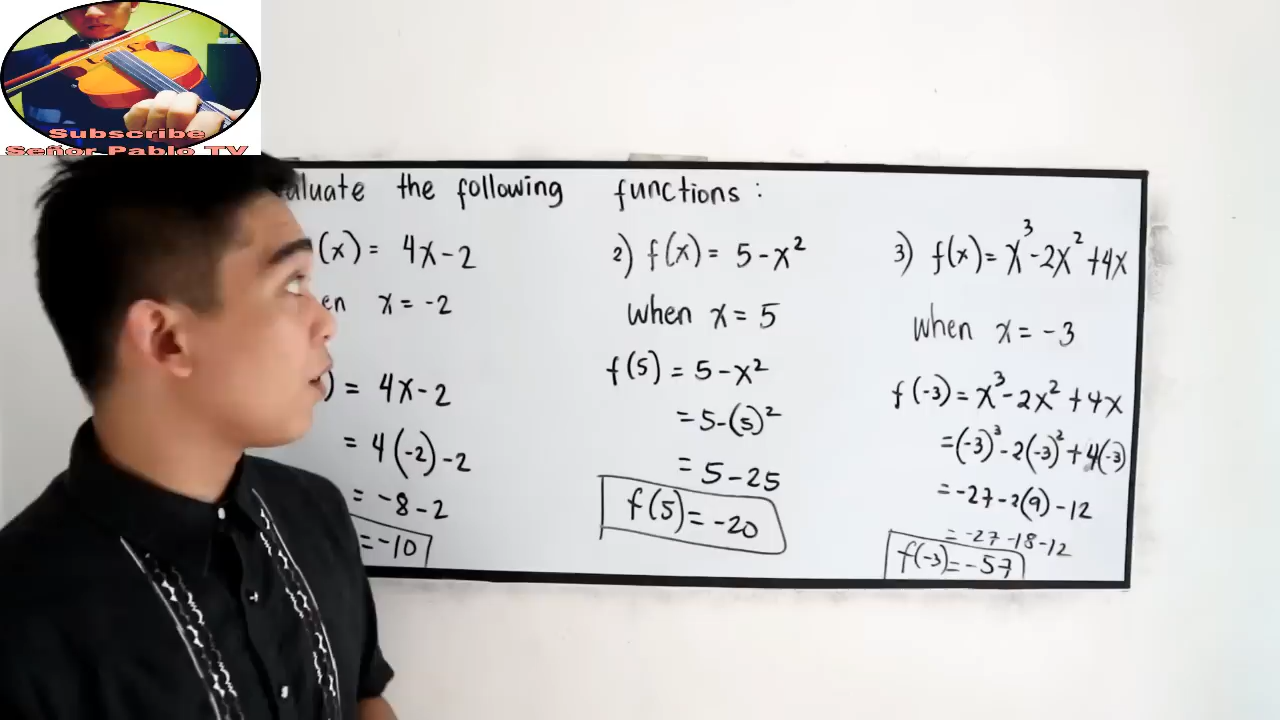 Subscribe
Señor Pablo TV
the following functions :
(x) = 4x - 2
x = -2
) = 4x - 2
= 4(-2) - 2
= -8 - 2
= -10
2) f(x) = 5 - x²
when x = 5
f(5) = 5 - x²
= 5 - (5)²
= 5 - 25
f(5) = -20
3) f(x) = x³ - 2x² + 4x
when x = -3
f(-3) = x³ - 2x² + 4x
= (-3)³ - 2(-3)² + 4(-3)
= -27 - 2(9) - 12
= -27 - 18 - 12
f(-3) = -57